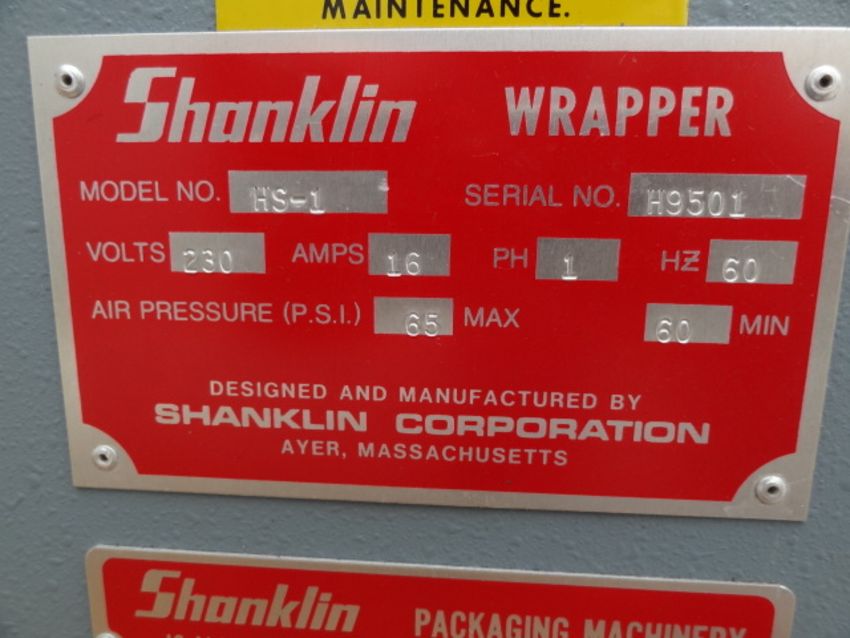 MAINTENANCE.
Shanklin WRAPPER
MODEL NO. HS-1 SERIAL NO. H9501
VOLTS 230 AMPS 16 PH 1 HZ 60
AIR PRESSURE (P.S.I.) 65 MAX 60 MIN
DESIGNED AND MANUFACTURED BY
SHANKLIN CORPORATION
AYER, MASSACHUSETTS
Shanklin PACKAGING MACHINERY